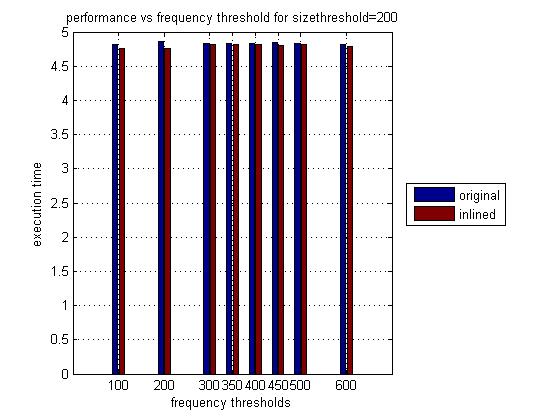 performance vs frequency threshold for sizethreshold=200
5
4.5
4
3.5
3
2.5
2
1.5
1
0.5
0
execution time
100 200 300 350 400 450 500 600
frequency thresholds
original
inlined